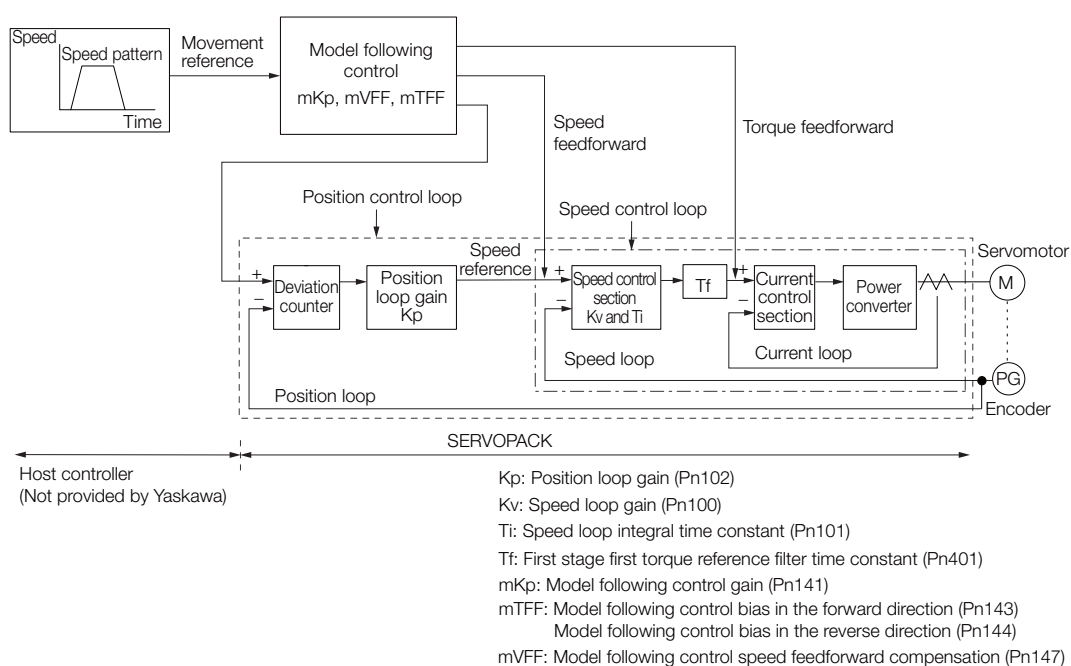 Speed
Speed pattern
Time
Movement
reference
Model following
control
mKp, mVFF, mTFF
Speed
feedforward
Torque feedforward
Position control loop
Speed control loop
Speed
reference
Servomotor
+
−
Deviation
counter
Position
loop gain
Kp
+
−
Speed control
section
Kv and Ti
Tf
+
−
Current
control
section
Power
converter
M
Speed loop
Current loop
PG
Position loop
Encoder
SERVOPACK
Host controller
(Not provided by Yaskawa)
Kp: Position loop gain (Pn102)
Kv: Speed loop gain (Pn100)
Ti: Speed loop integral time constant (Pn101)
Tf: First stage first torque reference filter time constant (Pn401)
mKp: Model following control gain (Pn141)
mTFF: Model following control bias in the forward direction (Pn143)
Model following control bias in the reverse direction (Pn144)
mVFF: Model following control speed feedforward compensation (Pn147)